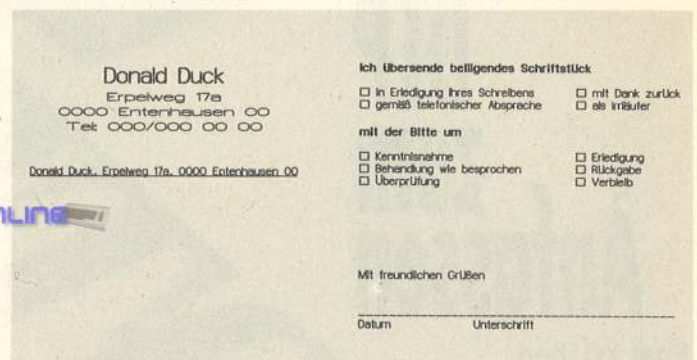 Donald Duck
Erpelweg 17a
0000 Entenhausen 00
Tel: 000/000 00 00
Donald Duck, Erpelweg 17a, 0000 Entenhausen 00
NLINE
Ich Übersende beiligendes Schriftstück
□ In Erledigung Ihres Schreibens
□ gemäß telefonischer Absprache
□ mit Dank zurück
□ als Irrläufer
mit der Bitte um
□ Kenntnisnahme
□ Behandlung wie besprochen
□ Überprüfung
□ Erledigung
□ Rückgabe
□ Verbleib
Mit freundlichen Grüßen
Datum Unterschrift